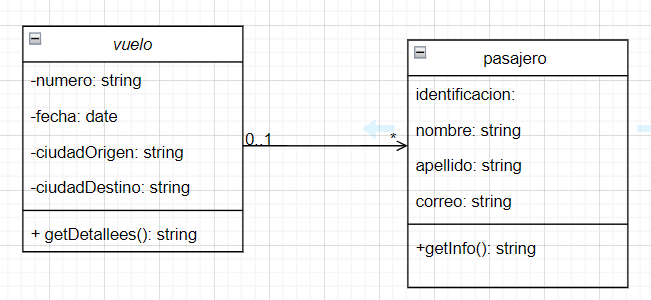 vuelo
-numero: string
-fecha: date
-ciudadOrigen: string
-ciudadDestino: string
+ getDetallees(): string
0..1
*
pasajero
identificacion:
nombre: string
apellido: string
correo: string
+getInfo(): string